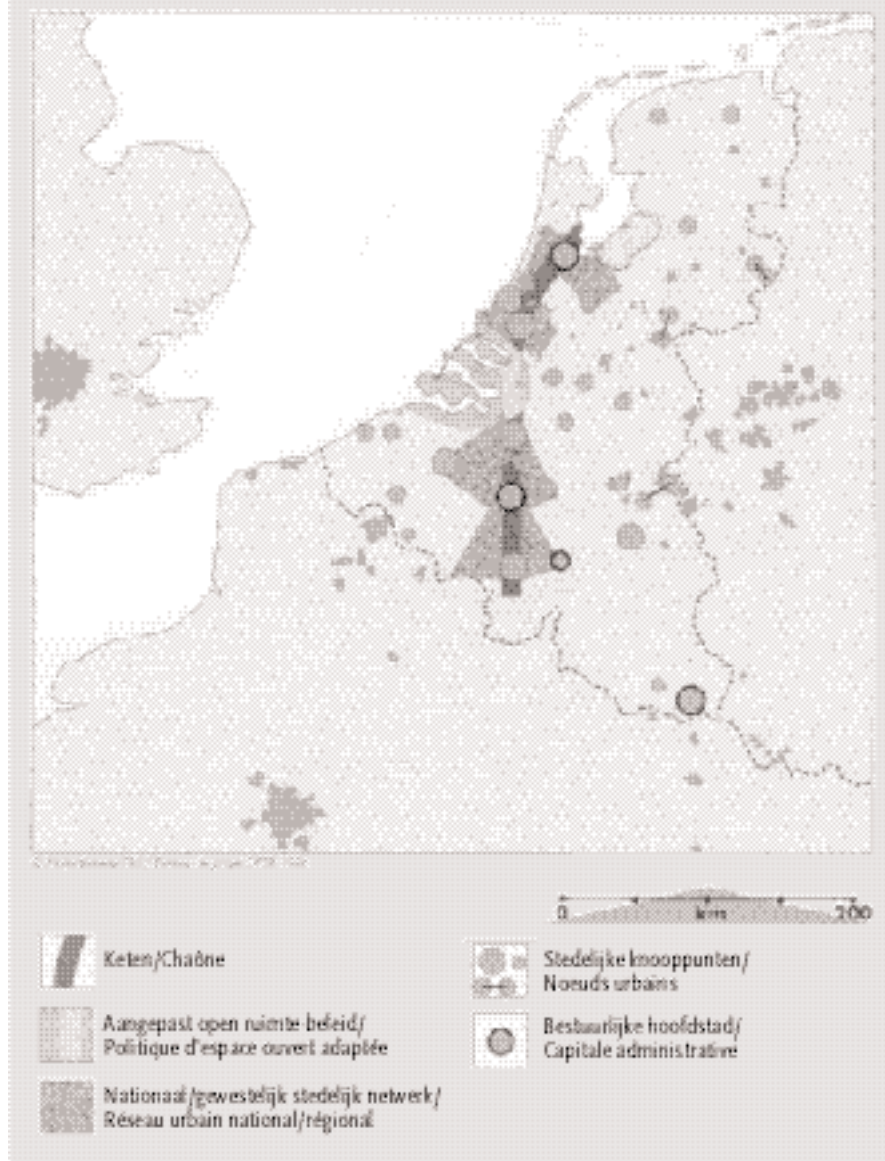 0 km 200
Keten/Chaône
Aangepast open ruimte beleid/
Politique d'espace ouvert adaptée
Nationaal/gewestelijk stedelijk netwerk/
Réseau urbain national/régional
Stedelijke knooppunten/
Noeuds urbains
Bestuurlijke hoofdstad/
Capitale administrative